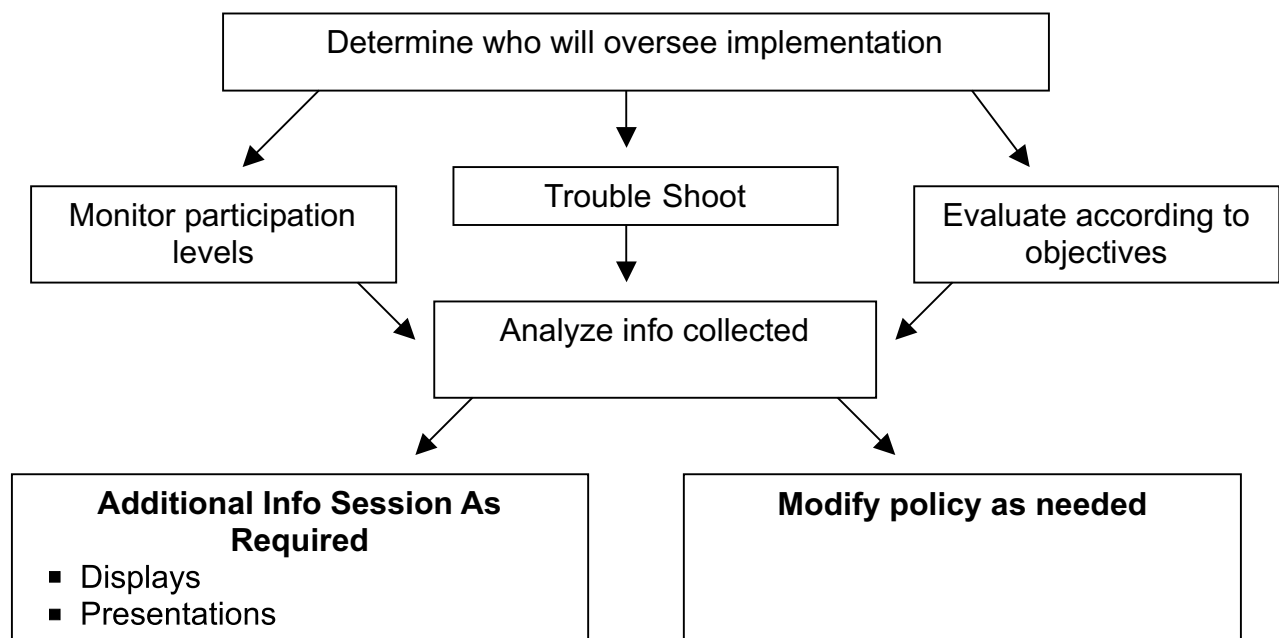 Determine who will oversee implementation
Monitor participation
levels
Trouble Shoot
Evaluate according to
objectives
Analyze info collected
Additional Info Session As
Required
▪ Displays
▪ Presentations
Modify policy as needed